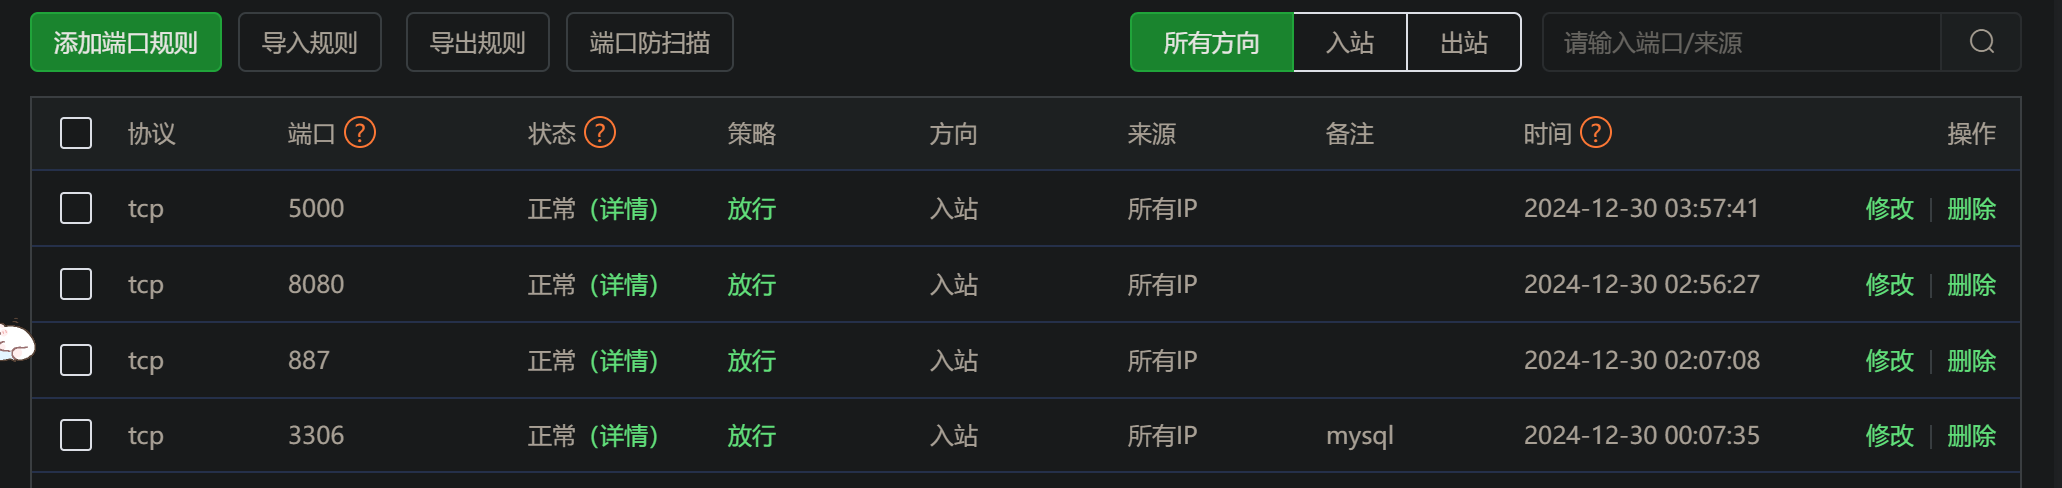 添加端口规则 导入规则 导出规则 端口防扫描 所有方向 入站 出站 请输入端口/来源
协议 端口 ? 状态 ? 策略 方向 来源 备注 时间 ? 操作
tcp 5000 正常 (详情) 放行 入站 所有IP 2024-12-30 03:57:41 修改 | 删除
tcp 8080 正常 (详情) 放行 入站 所有IP 2024-12-30 02:56:27 修改 | 删除
tcp 887 正常 (详情) 放行 入站 所有IP 2024-12-30 02:07:08 修改 | 删除
tcp 3306 正常 (详情) 放行 入站 所有IP mysql 2024-12-30 00:07:35 修改 | 删除